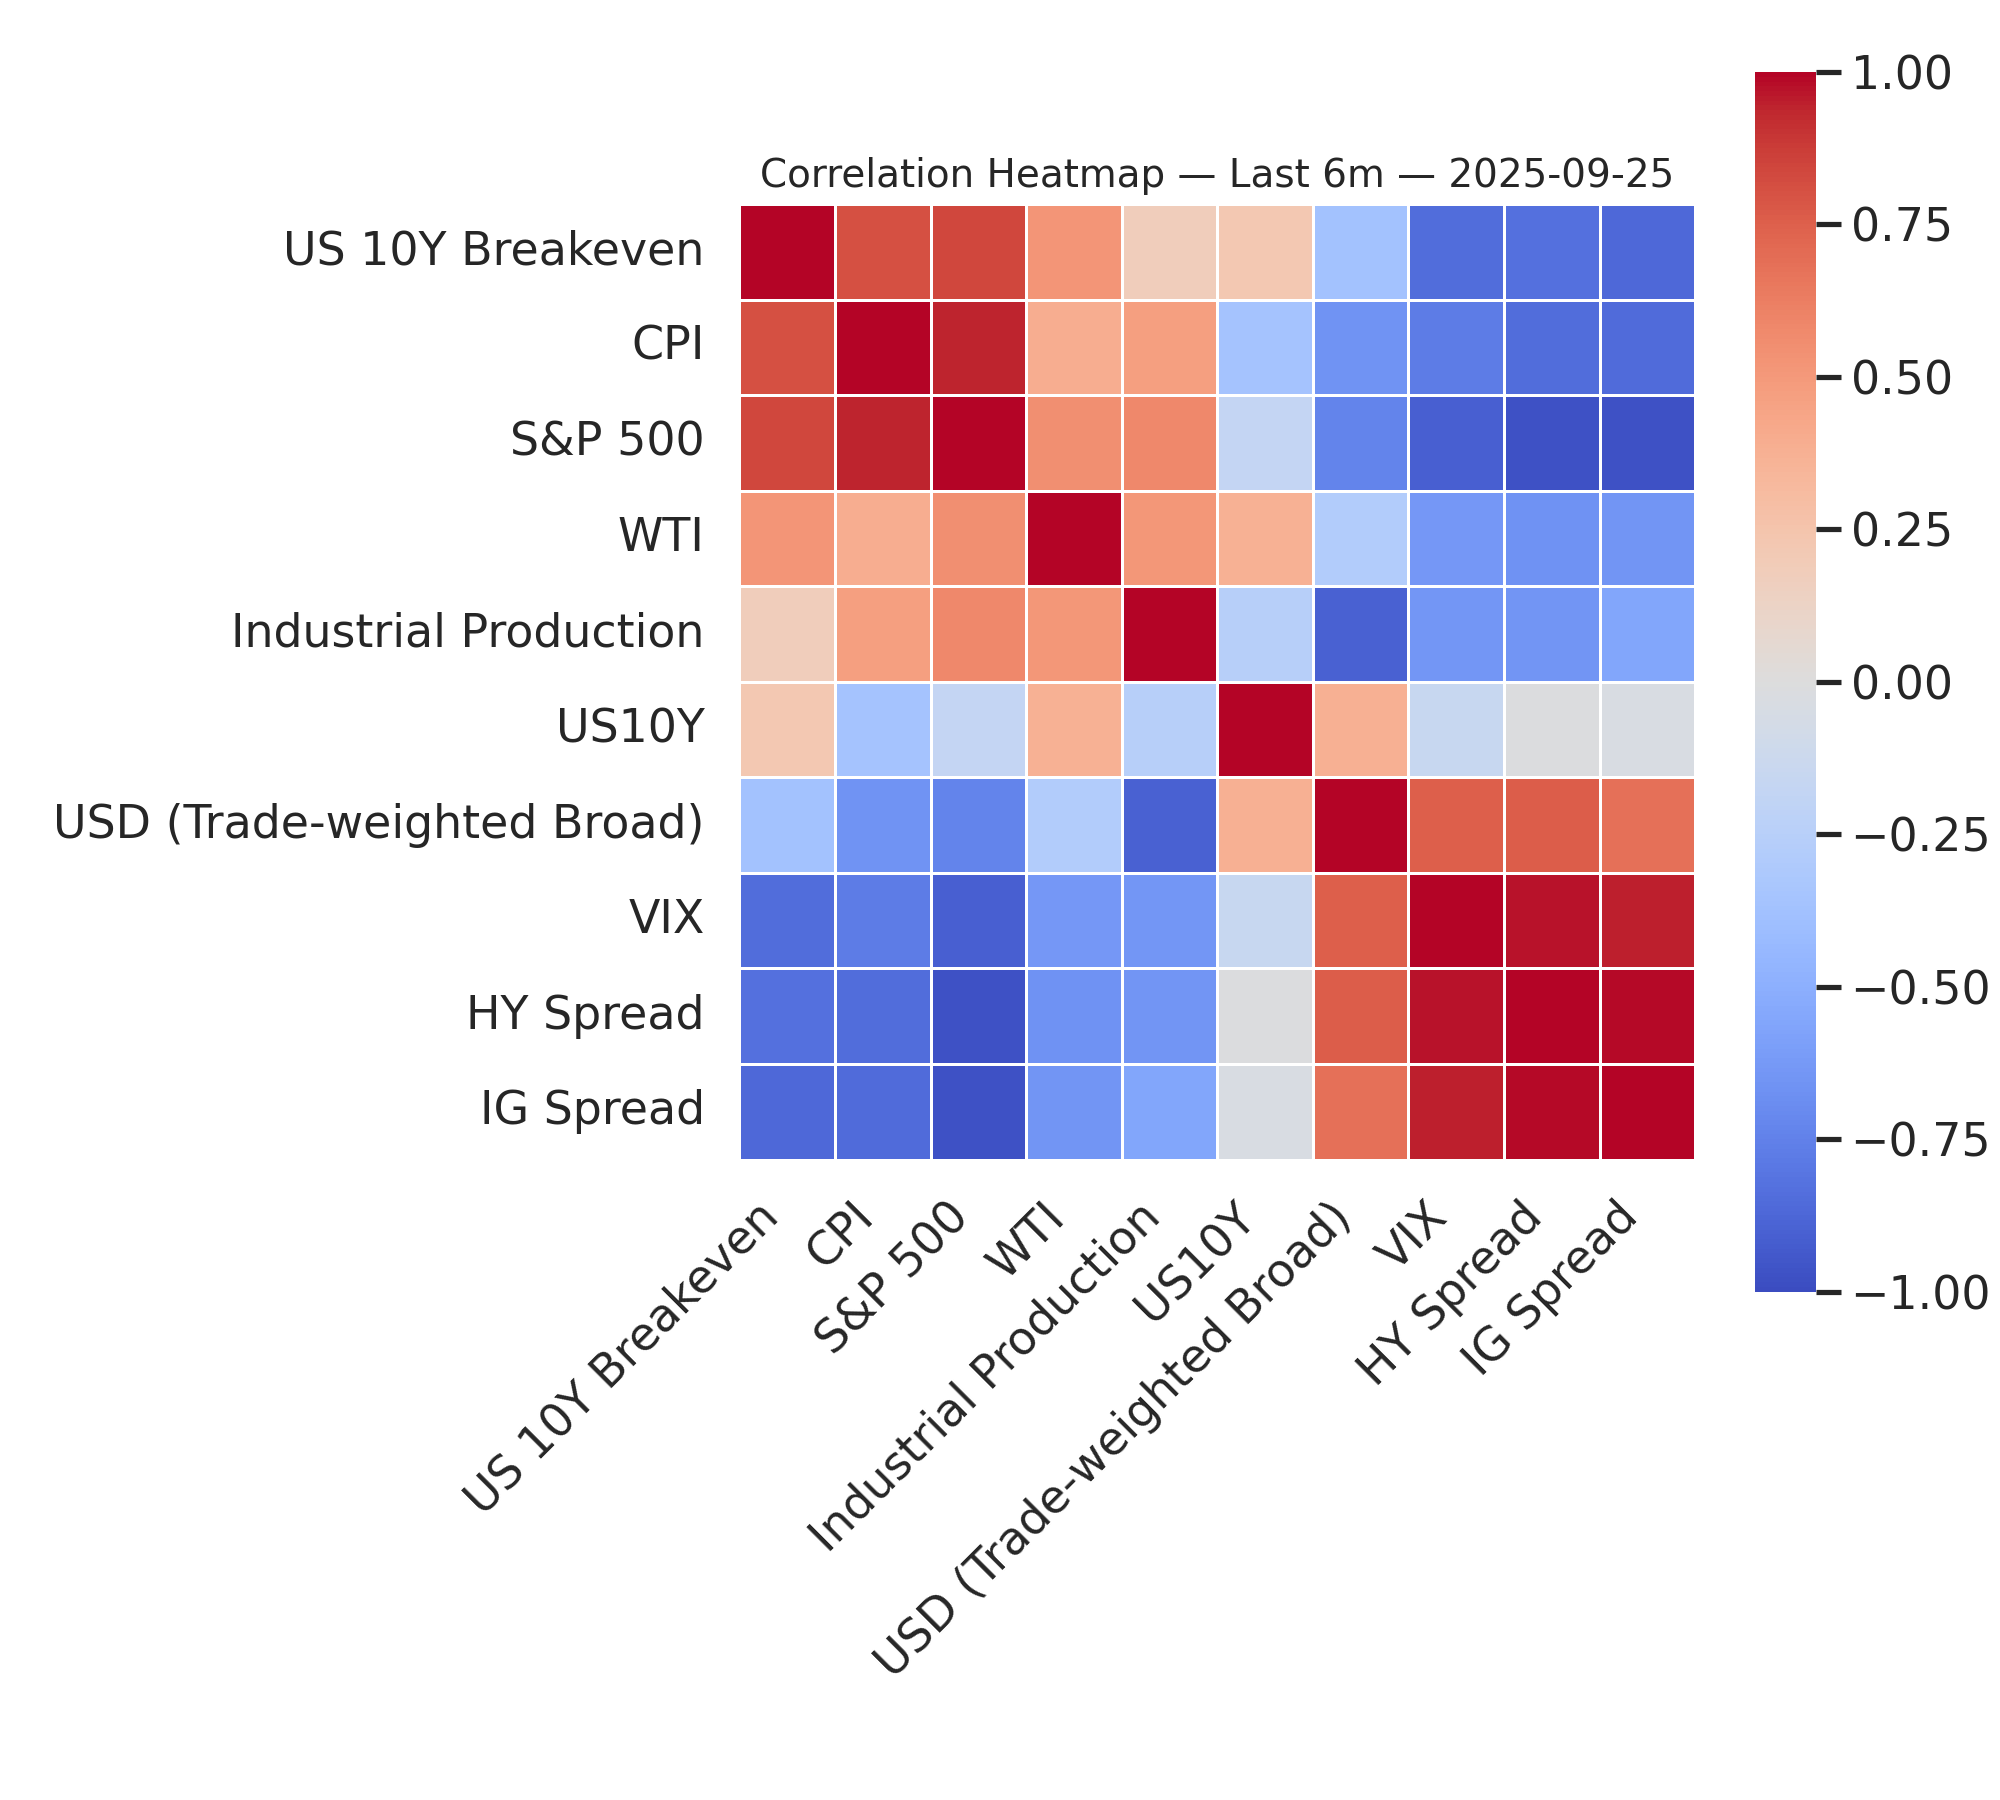 Correlation Heatmap — Last 6m — 2025-09-25
US 10Y Breakeven
CPI
S&P 500
WTI
Industrial Production
US10Y
USD (Trade-weighted Broad)
VIX
HY Spread
IG Spread
US 10Y Breakeven
CPI
S&P 500
WTI
Industrial Production
US10Y
USD (Trade-weighted Broad)
VIX
HY Spread
IG Spread
1.00
0.75
0.50
0.25
0.00
−0.25
−0.50
−0.75
−1.00